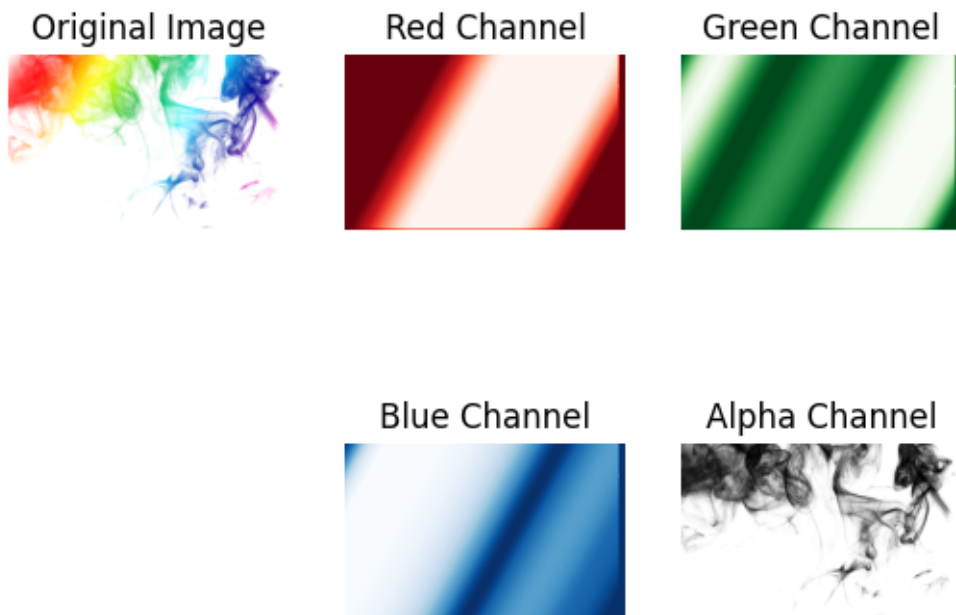 Original Image
Red Channel
Green Channel
Blue Channel
Alpha Channel